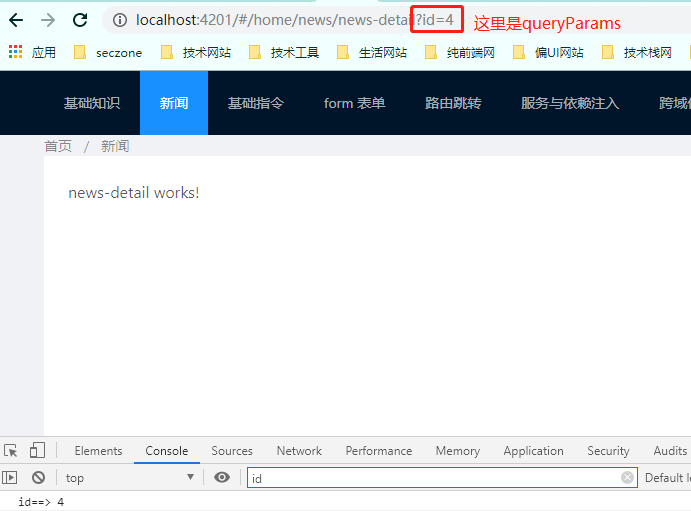 localhost:4201/#/home/news/news-detail?id=4 这里是queryParams
应用 seczone 技术网站 技术工具 生活网站 纯前端网 偏UI网站 技术栈网
基础知识 新闻 基础指令 form 表单 路由跳转 服务与依赖注入 跨域
首页 / 新闻
news-detail works!
Elements Console Sources Network Performance Memory Application Security Audits
top id Default l
id==> 4